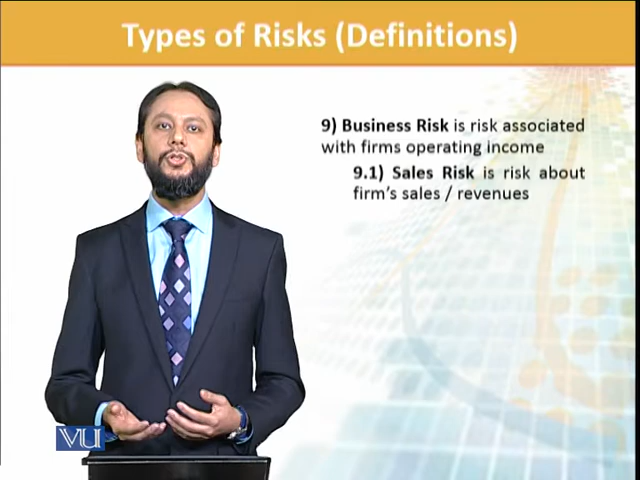 Types of Risks (Definitions)
9) Business Risk is risk associated
with firms operating income
9.1) Sales Risk is risk about
firm's sales / revenues
VU